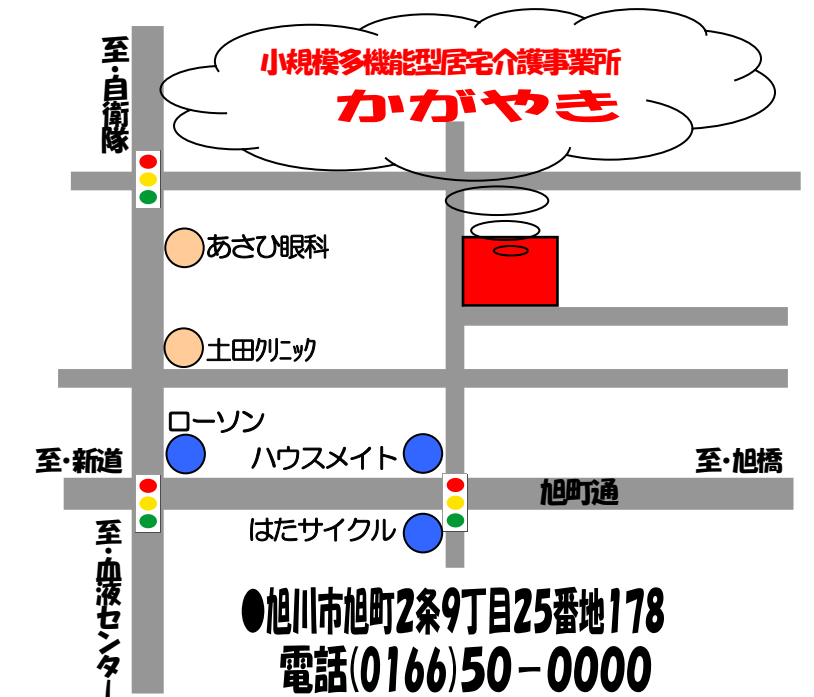 小規模多機能型居宅介護事業所
かがやき
至・自衛隊
あさひ眼科
土田ｸﾘﾆｯｸ
ローソン
至・新道
ハウスメイト
至・旭橋
旭町通
はたサイクル
至・血液センター
●旭川市旭町2条9丁目25番地178
電話(0166)50－0000